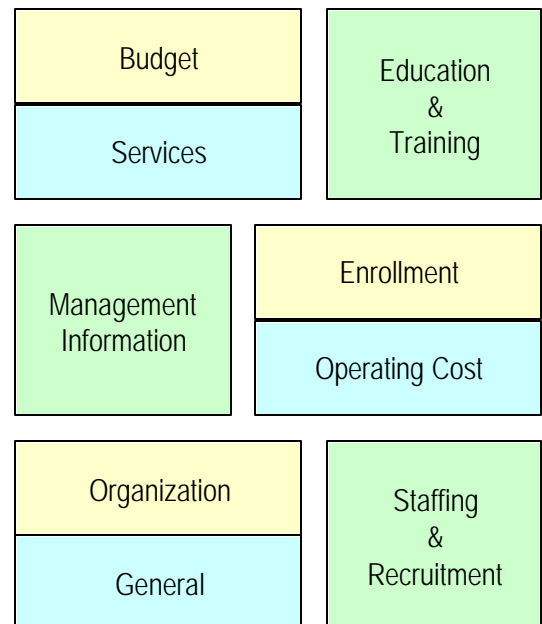 Budget
Services
Education
&
Training
Management
Information
Enrollment
Operating Cost
Organization
General
Staffing
&
Recruitment